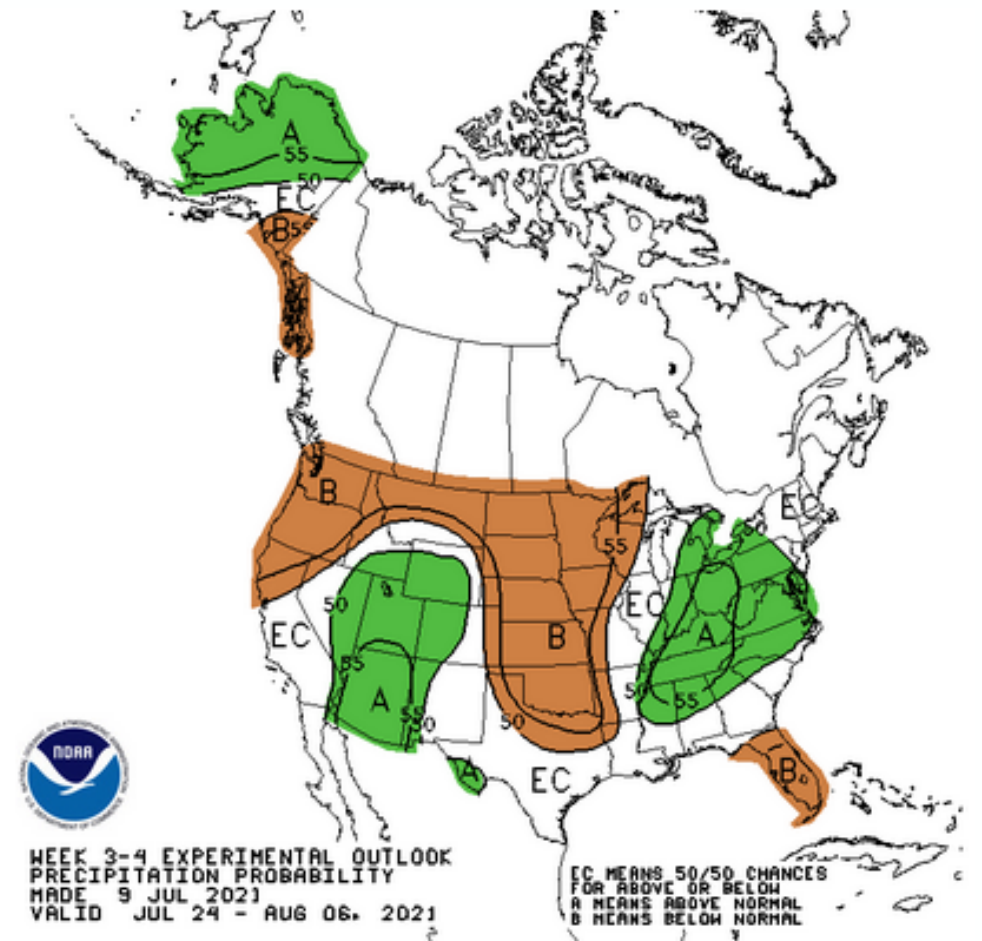 A
55
50
EC
B55
B
55
EC
50
EC
B
A
EC
55
A
50
55
A
55
50
50
A
EC
B
NOAA
WEEK 3-4 EXPERIMENTAL OUTLOOK
PRECIPITATION PROBABILITY
MADE 9 JUL 2021
VALID JUL 24 - AUG 06, 2021
EC MEANS 50/50 CHANCES
FOR ABOVE OR BELOW
A MEANS ABOVE NORMAL
B MEANS BELOW NORMAL